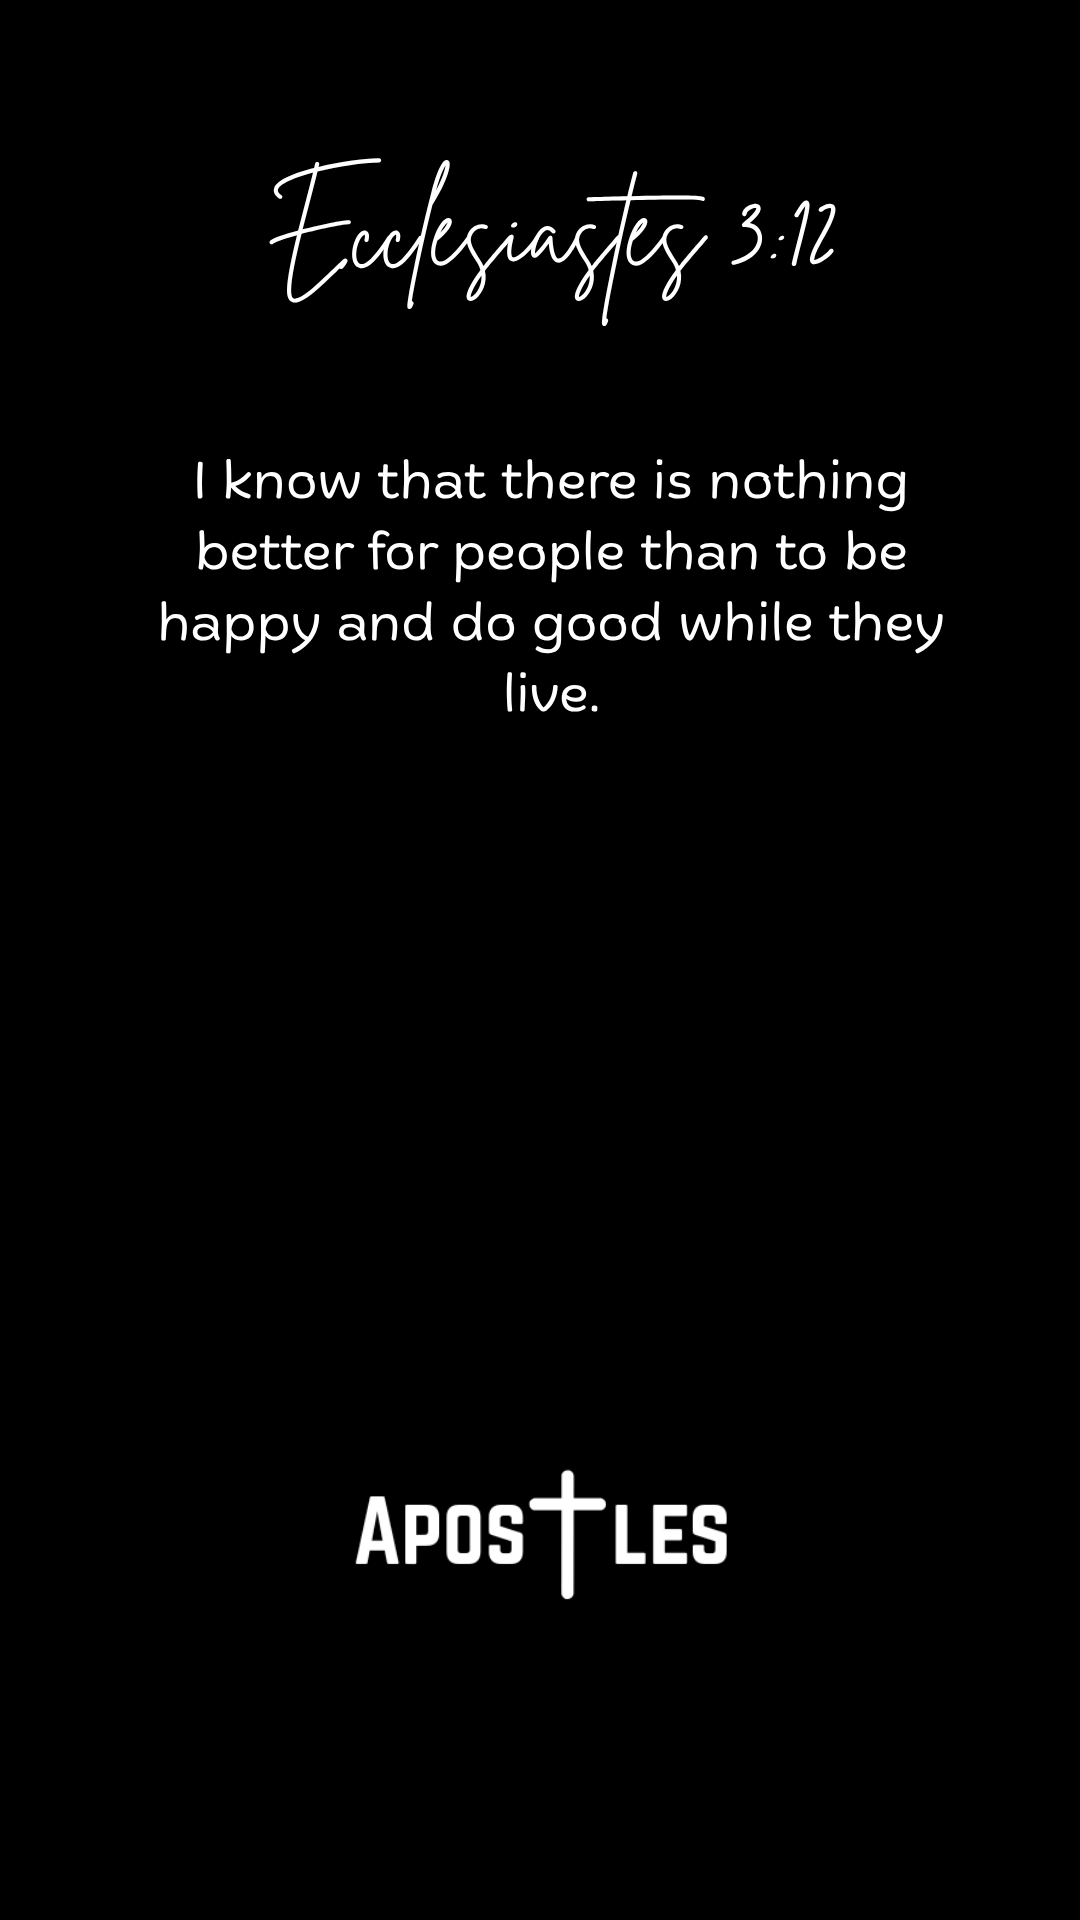 Ecclesiastes 3:12
I know that there is nothing
better for people than to be
happy and do good while they
live.
APOSTLES